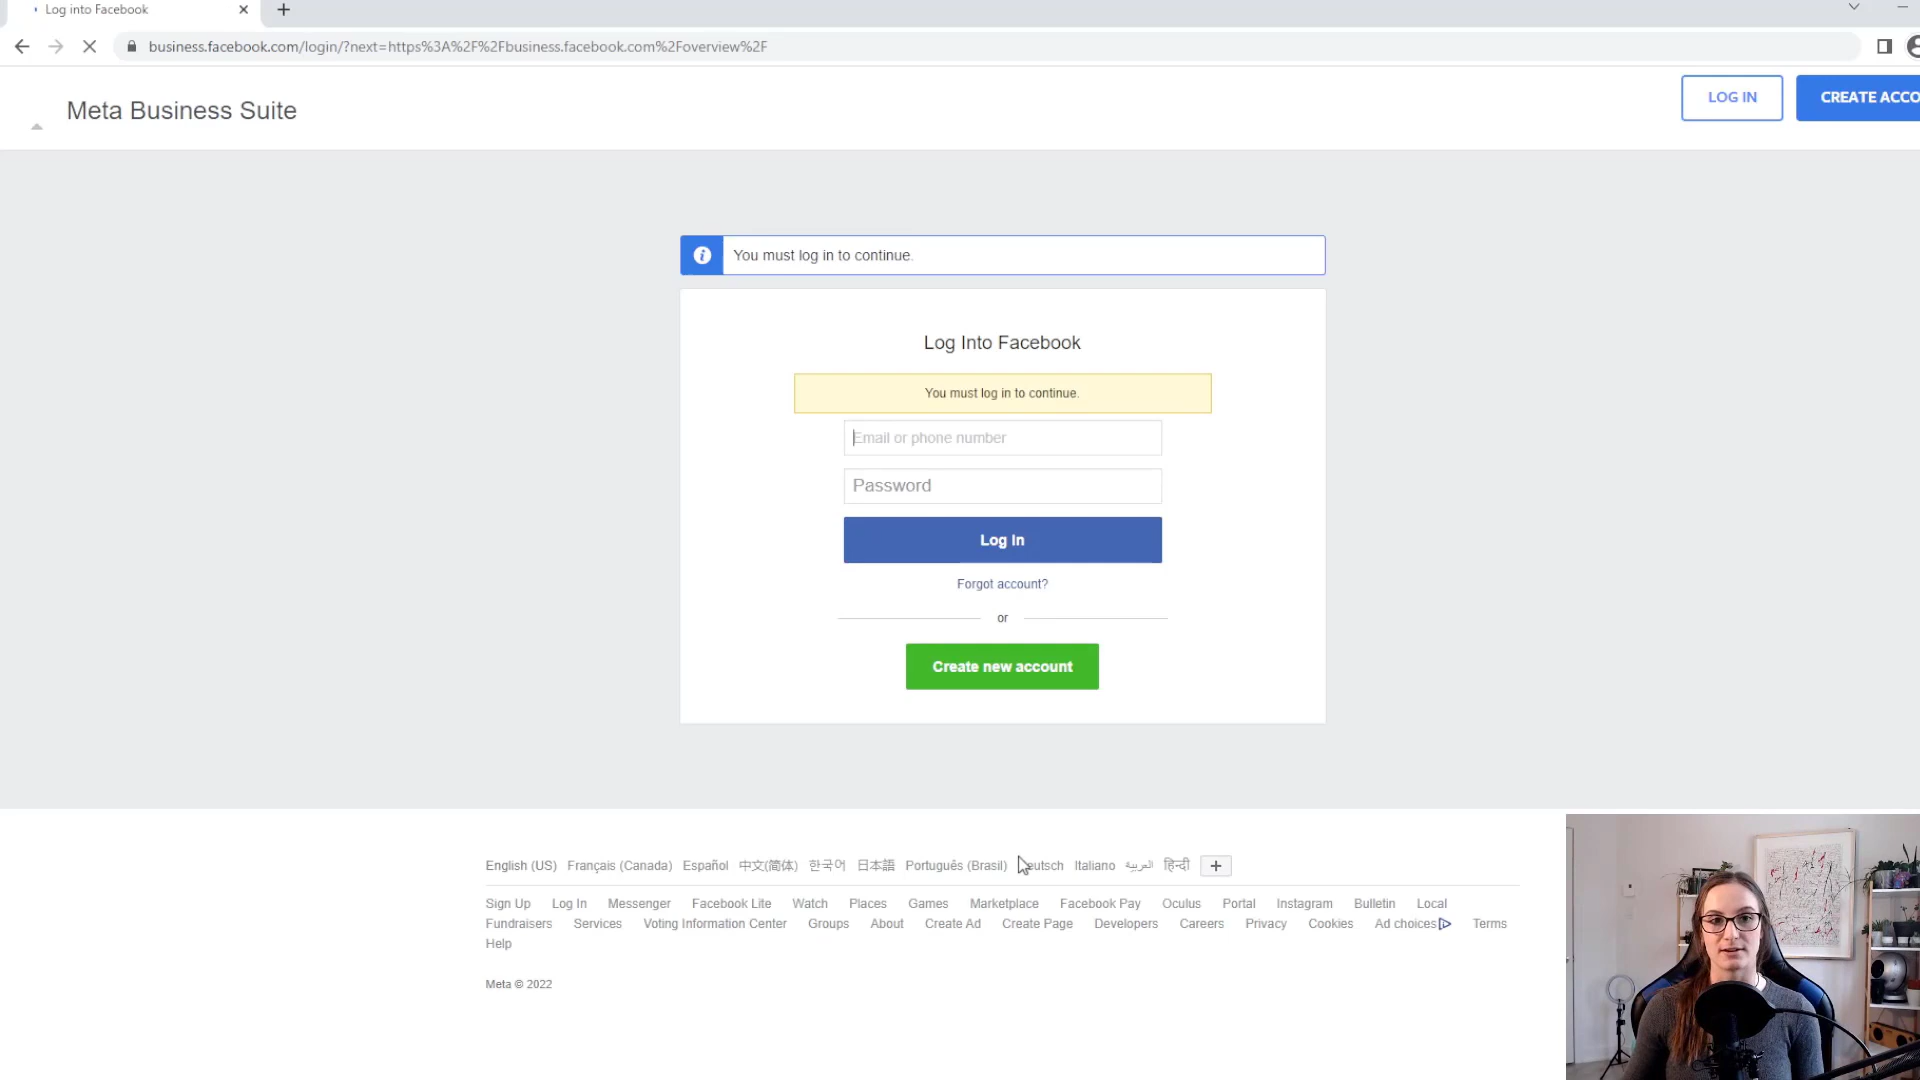 Log into Facebook
business.facebook.com/login/?next=https%3A%2F%2Fbusiness.facebook.com%2Foverview%2F
Meta Business Suite
LOG IN
CREATE ACCO
You must log in to continue.
Log Into Facebook
You must log in to continue.
Email or phone number
Password
Log In
Forgot account?
or
Create new account
English (US) Français (Canada) Español 中文(简体) 한국어 日本語 Português (Brasil) Deutsch Italiano العربية हिन्दी +
Sign Up Log In Messenger Facebook Lite Watch Places Games Marketplace Facebook Pay Oculus Portal Instagram Bulletin Local
Fundraisers Services Voting Information Center Groups About Create Ad Create Page Developers Careers Privacy Cookies Ad choices Terms
Help
Meta © 2022